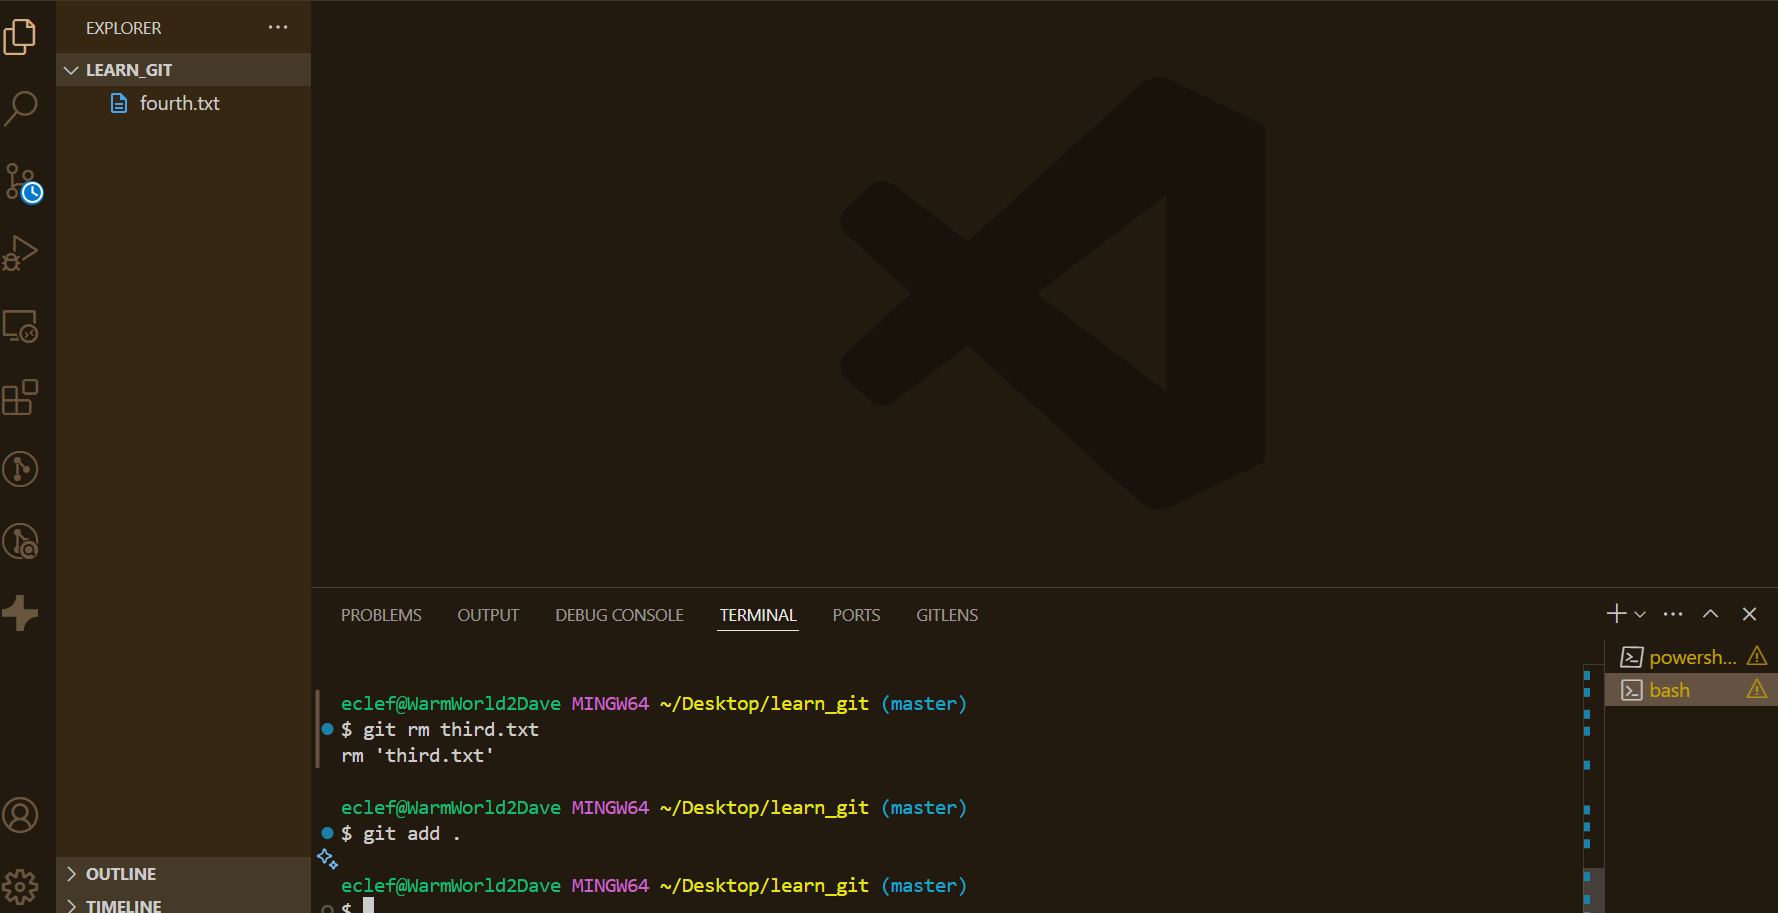 EXPLORER
LEARN_GIT
fourth.txt
OUTLINE
TIMELINE
PROBLEMS OUTPUT DEBUG CONSOLE TERMINAL PORTS GITLENS
eclef@WarmWorld2Dave MINGW64 ~/Desktop/learn_git (master)
$ git rm third.txt
rm 'third.txt'
eclef@WarmWorld2Dave MINGW64 ~/Desktop/learn_git (master)
$ git add .
eclef@WarmWorld2Dave MINGW64 ~/Desktop/learn_git (master)
$
powersh...
bash